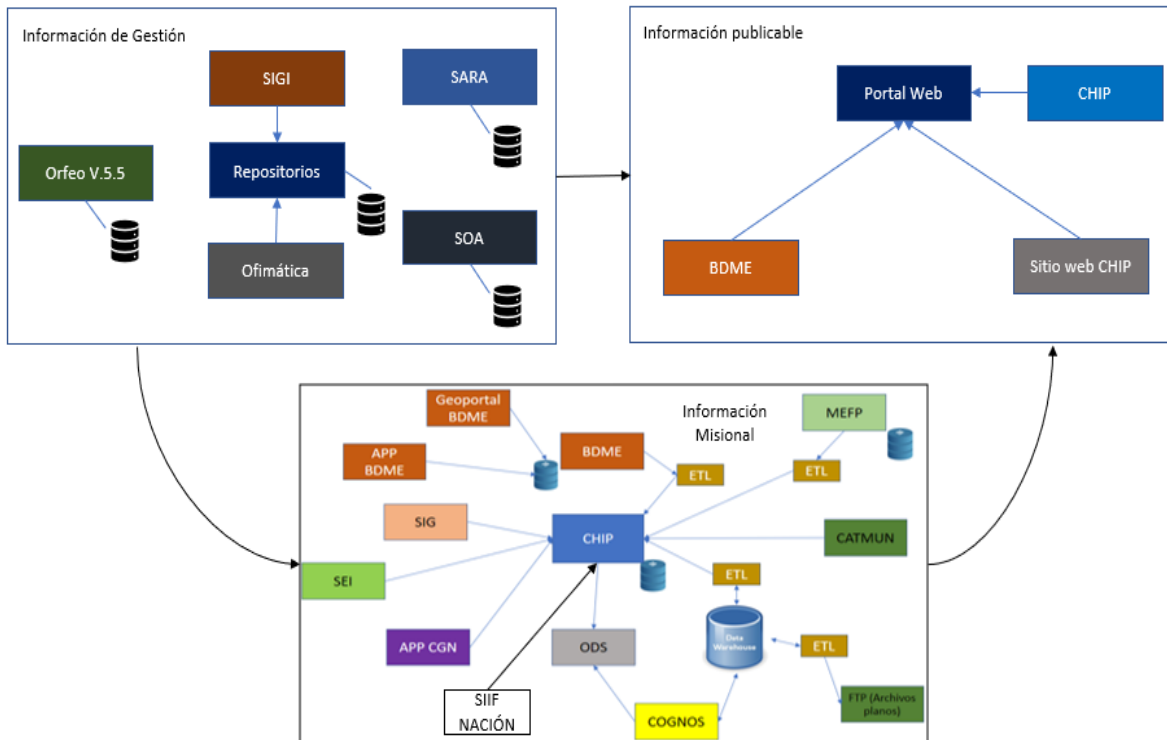 Información de Gestión
SIGI
SARA
Orfeo V.5.5
Repositorios
SOA
Ofimática
Información publicable
Portal Web
CHIP
BDME
Sitio web CHIP
Geoportal
BDME
Información
Misional
MEFP
APP
BDME
BDME
ETL
ETL
SIG
CHIP
CATMUN
SEI
ETL
APP CGN
ODS
Data
Warehouse
ETL
SIIF
NACIÓN
COGNOS
FTP (Archivos
planos)